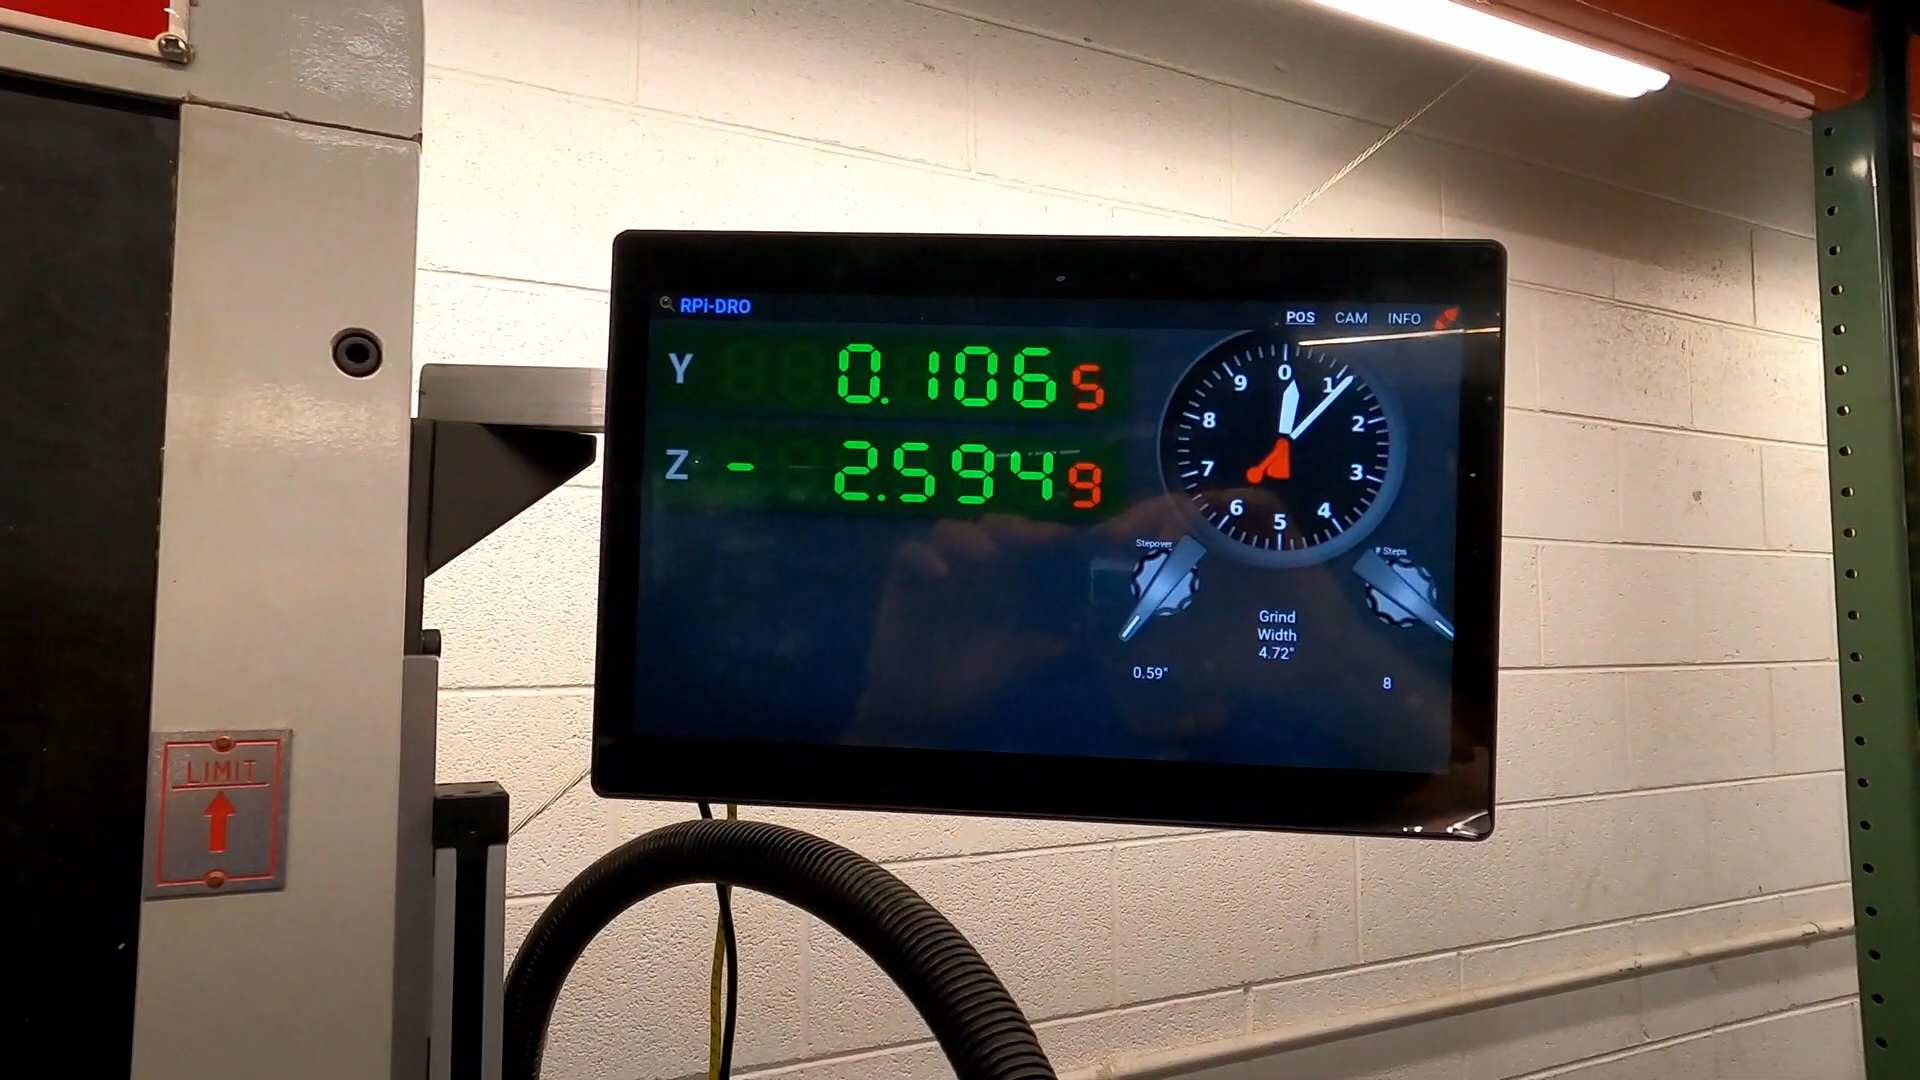 RPi-DRO
POS CAM INFO
Y 0.1065
Z - 2.5949
0
1
2
3
4
5
6
7
8
9
Stepover
# Steps
Grind
Width
4.72"
0.59"
8
LIMIT